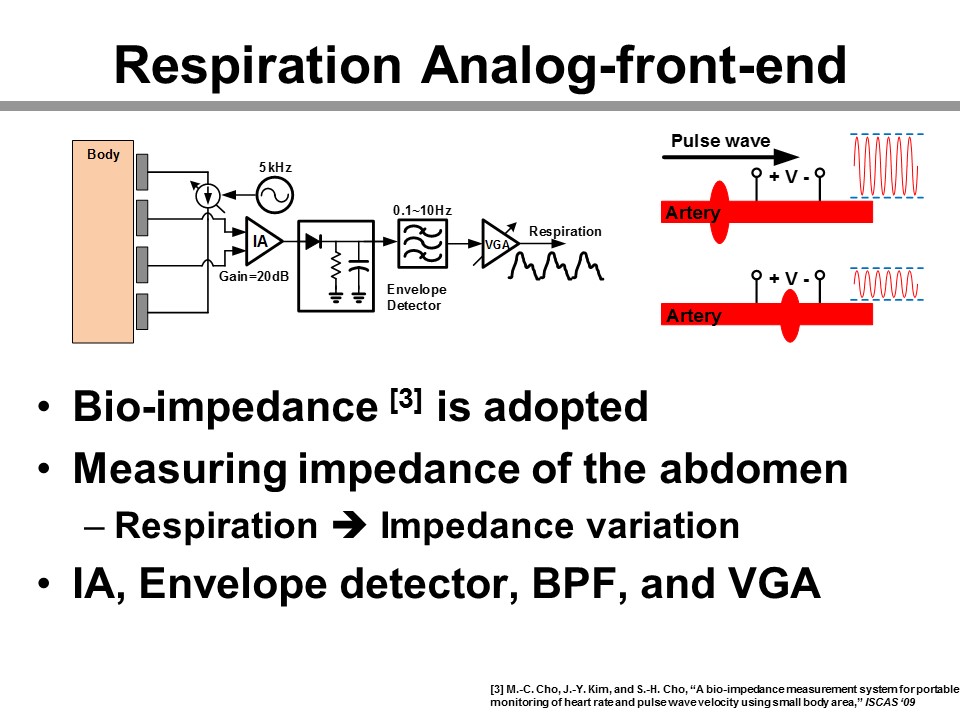 Respiration Analog-front-end
Body
5kHz
IA
Gain=20dB
0.1~10Hz
Envelope
Detector
VGA
Respiration
Pulse wave
+ V -
Artery
+ V -
Artery
• Bio-impedance [3] is adopted
• Measuring impedance of the abdomen
– Respiration ➔ Impedance variation
• IA, Envelope detector, BPF, and VGA
[3] M.-C. Cho, J.-Y. Kim, and S.-H. Cho, “A bio-impedance measurement system for portable
monitoring of heart rate and pulse wave velocity using small body area,” ISCAS ‘09